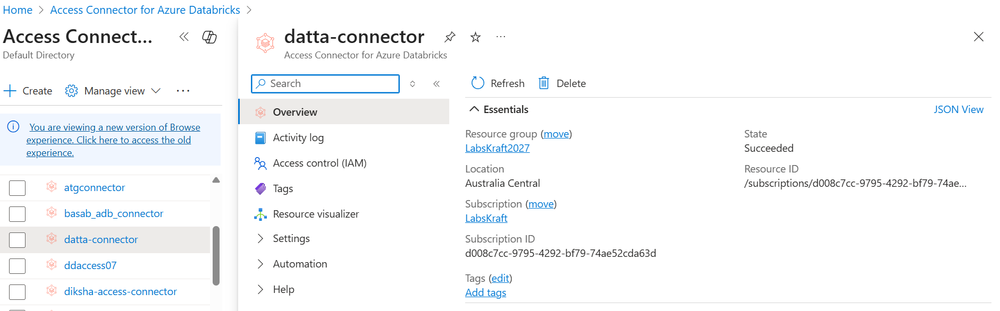 Home > Access Connector for Azure Databricks >
Access Connect...
Default Directory
Create
Manage view
You are viewing a new version of Browse
experience. Click here to access the old
experience.
atgconnector
basab_adb_connector
datta-connector
ddaccess07
diksha-access-connector
datta-connector
Access Connector for Azure Databricks
Search
Overview
Activity log
Access control (IAM)
Tags
Resource visualizer
Settings
Automation
Help
Refresh
Delete
Essentials
JSON View
Resource group (move)
LabsKraft2027
Location
Australia Central
Subscription (move)
LabsKraft
Subscription ID
d008c7cc-9795-4292-bf79-74ae52cda63d
Tags (edit)
Add tags
State
Succeeded
Resource ID
/subscriptions/d008c7cc-9795-4292-bf79-74ae...